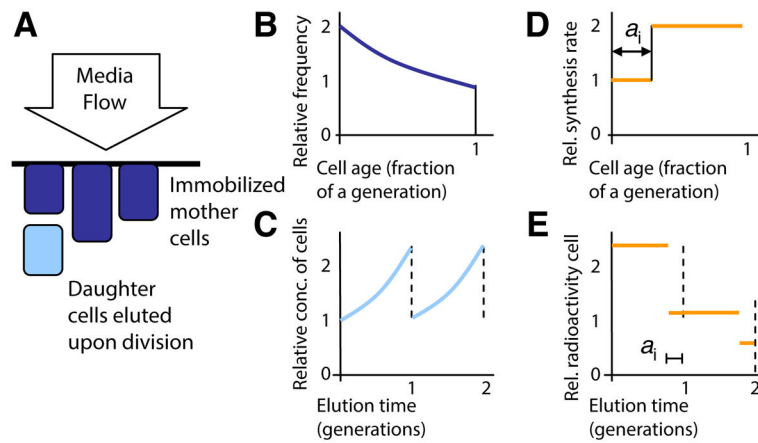 A
Media
Flow
Immobilized
mother
cells
Daughter
cells eluted
upon division
B
Relative frequency
2
1
0
1
Cell age (fraction
of a generation)
C
Relative conc. of cells
2
1
0
1
2
Elution time
(generations)
D
Rel. synthesis rate
2
1
0
ai
1
Cell age (fraction
of a generation)
E
Rel. radioactivity cell
2
1
0
ai
1
2
Elution time
(generations)